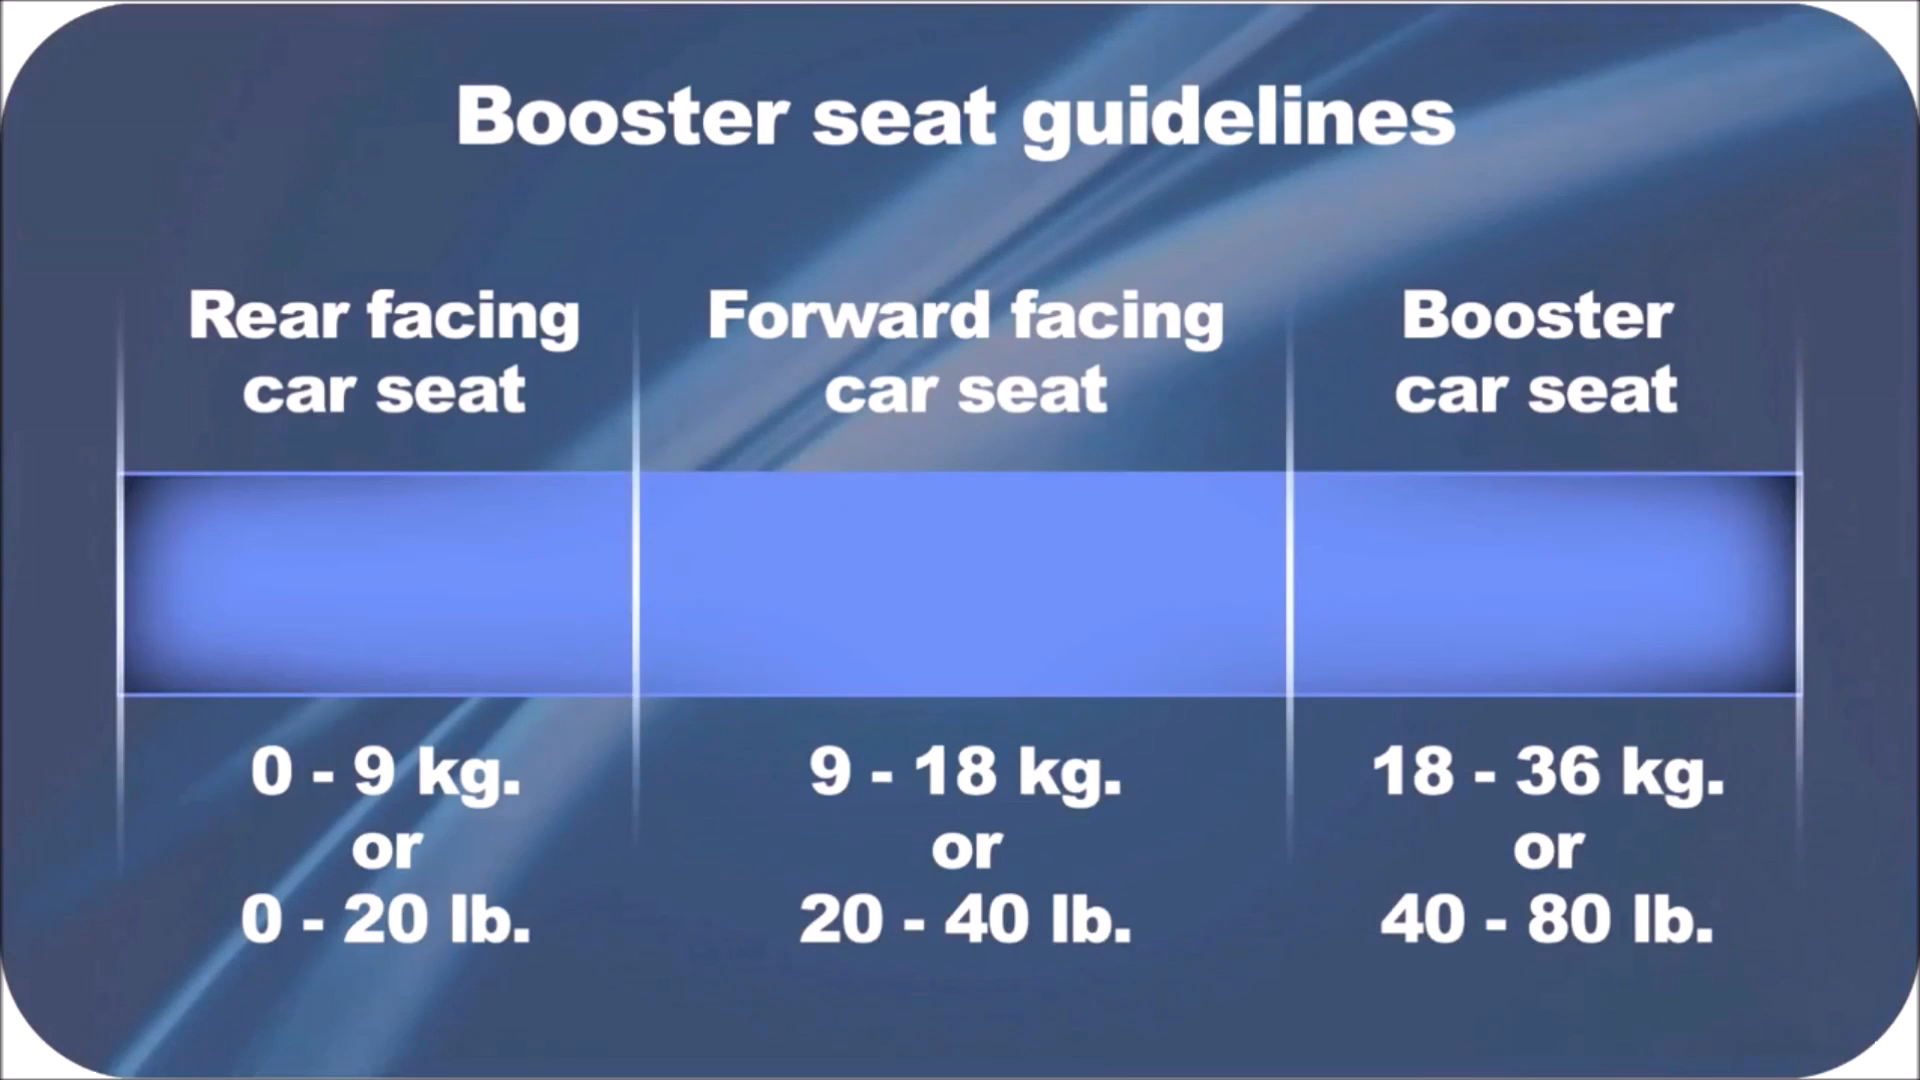 Booster seat guidelines
Rear facing
car seat
Forward facing
car seat
Booster
car seat
0 - 9 kg.
or
0 - 20 lb.
9 - 18 kg.
or
20 - 40 lb.
18 - 36 kg.
or
40 - 80 lb.